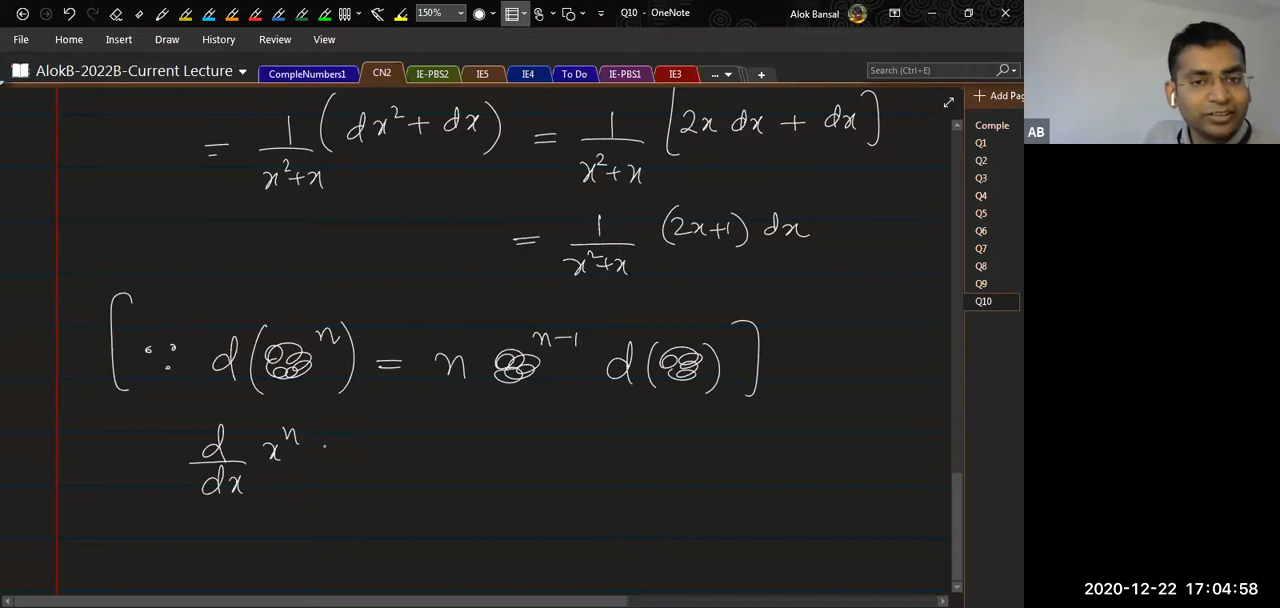 150% Q10 - OneNote Alok Bansal
File Home Insert Draw History Review View
AlokB-2022B-Current Lecture CompleNumbers1 CN2 IE-PBS2 IE5 IE4 To Do IE-PBS1 IE3 ... + Search (Ctrl+E)
+ Add Pag
Comple
Q1
Q2
Q3
Q4
Q5
Q6
Q7
Q8
Q9
Q10
AB
= 1/(x²+x) (dx² + dx) = 1/(x²+x) [2x dx + dx]
= 1/(x²+x) (2x+1) dx
[∵ d( ⁿ) = n ⁿ⁻¹ d( )]
d/dx xⁿ
2020-12-22 17:04:58